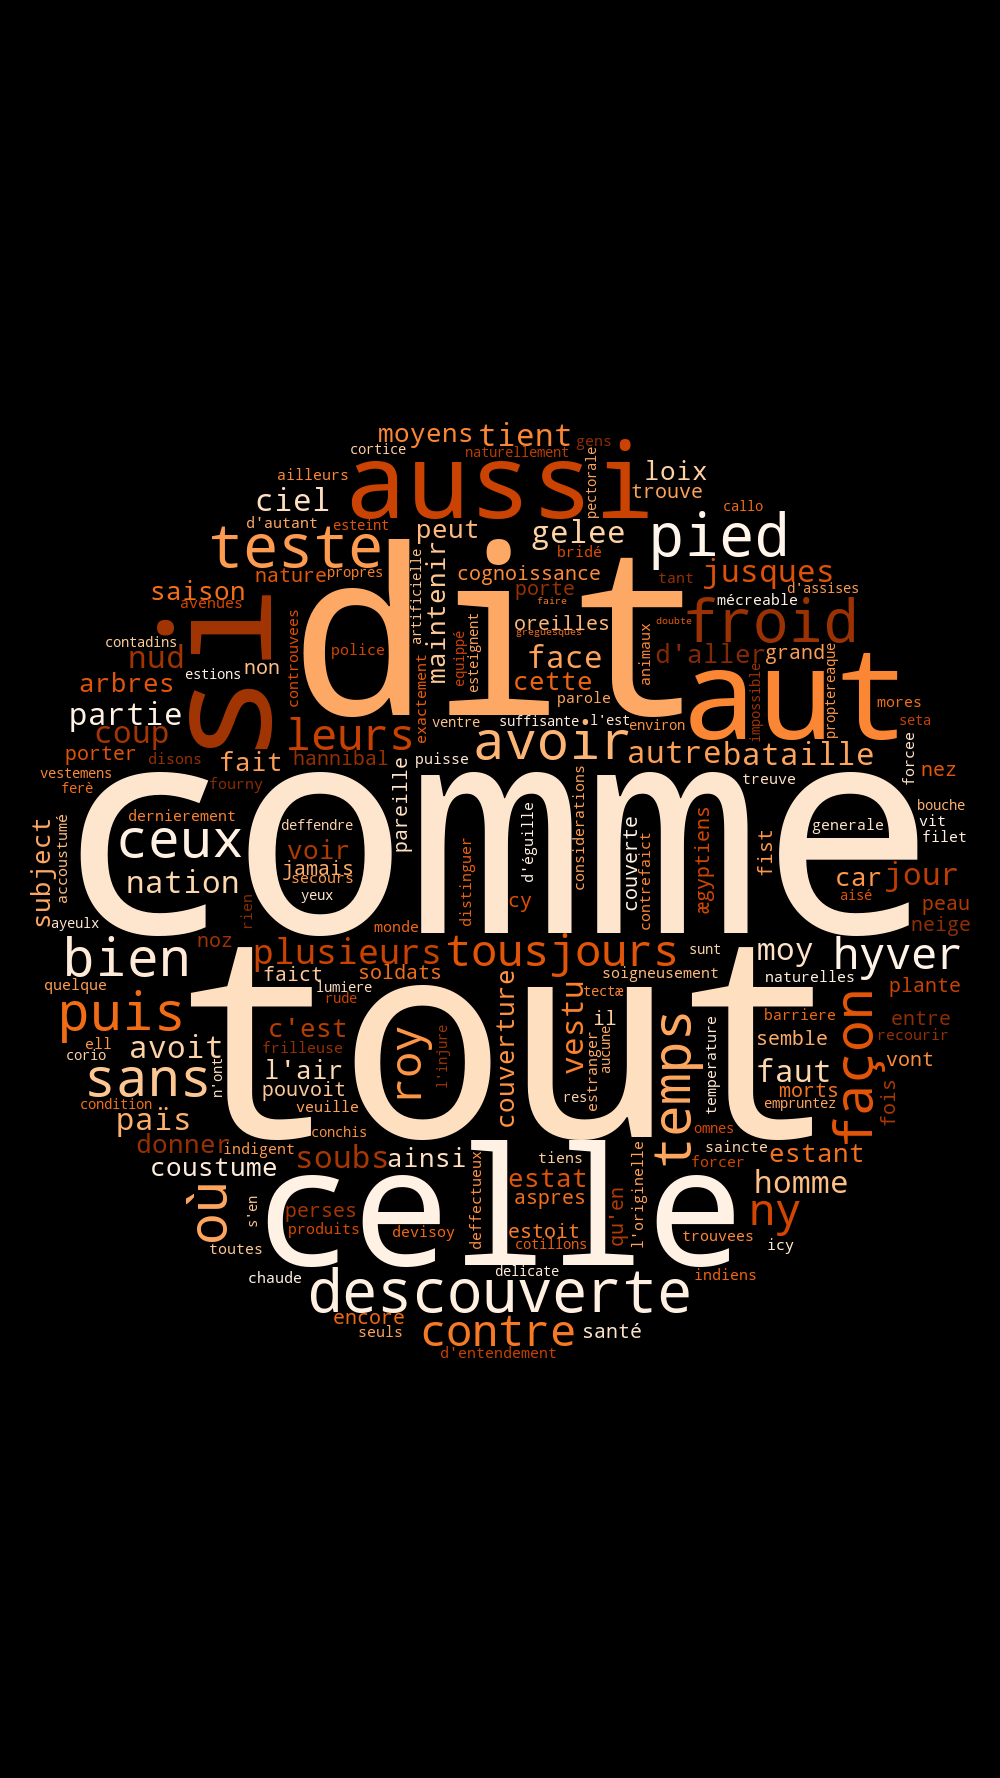 moyens tient gens
cortice naturellement
ailleurs aussi pectorale loix
ciel trouve
d'autant esteint peut gelee pied callo
teste dit bridé
nature propres artificielle maintenir cognoissance tant jusques
saison porte d'assises
avenues faire mécreable
si controuvees equippé esteignent oreilles doubte froid
contadins police greguesques animaux
nud non face d'aller grand
estions exactement impossible proptereaque
arbres cette aut
parole mores
partie ventre suffisante l'est environ seta
coup leurs avoir
porter disons fait hannibal puisse autre bataille forcee
vestemens comme treuve nez
ferè fourny pareille considerations
dernierement d'éguille bouche
ceux deffendre couverte ægyptiens generale vit
subject accoustumé voir distinguer contrefaict fist filet
jamais
nation secours car jour
yeux cy aisé peau
ayeulx rien monde neige
noz plusieurs tousjours sunt moy hyver
bien faict soldats soigneusement naturelles
quelque lumiere tout tectæ plante
puis rude couverture vestu façon
c'est il barriere entre
ell avoit frilleuse roy l'injure temps temperature semble recourir
corio n'ont l'air estranger aucune vont
sans pouvoit res faut morts
condition veuille empruntez fois
païs conchis omnes
donner indigent saincte estant
coustume soubs ainsi tiens forcer
celle defectueux estat l'originelle homme
où s'en perses aspres qu'en ny
produits devisoy estoit trouvees
toutes cotillons icy
chaude delicate indiens
descouverte
encore contre santé
seuls
d'entendement